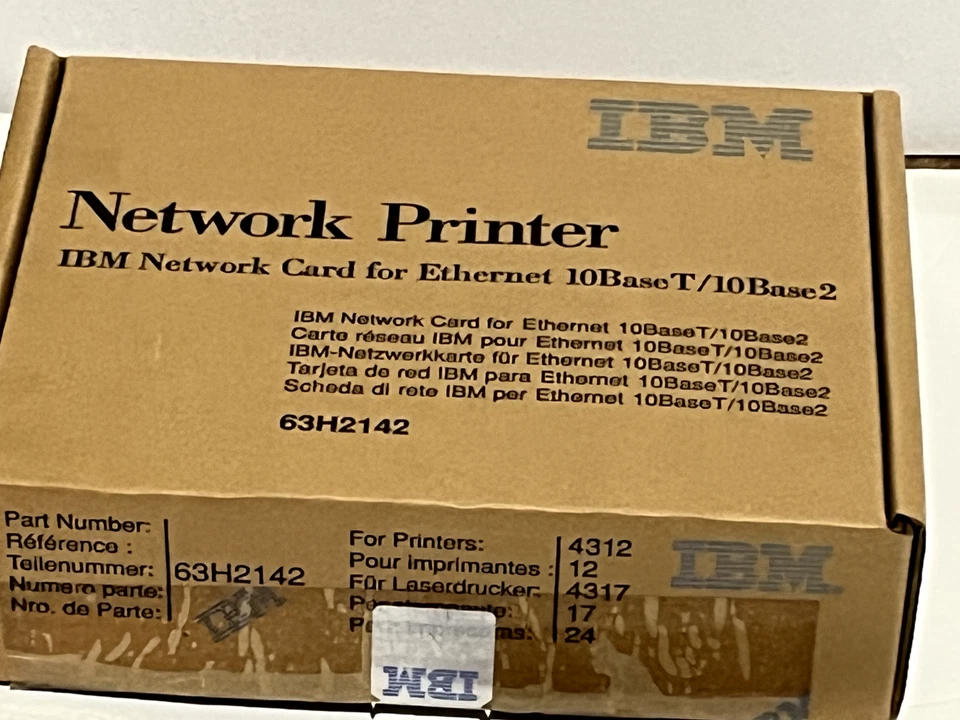 IBM
Network Printer
IBM Network Card for Ethernet 10BaseT/10Base2
IBM Network Card for Ethernet 10BaseT/10Base2
Carte réseau IBM pour Ethernet 10BaseT/10Base2
IBM-Netzwerkkarte für Ethernet 10BaseT/10Base2
Tarjeta de red IBM para Ethernet 10BaseT/10Base2
Scheda di rete IBM per Ethernet 10BaseT/10Base2
63H2142
Part Number:
Référence :
Teilenummer:
Numero parte:
Nro. de Parte:
63H2142
IBM
For Printers:
Pour imprimantes :
Für Laserdrucker:
4312
12
4317
17
24
IBM
IBM